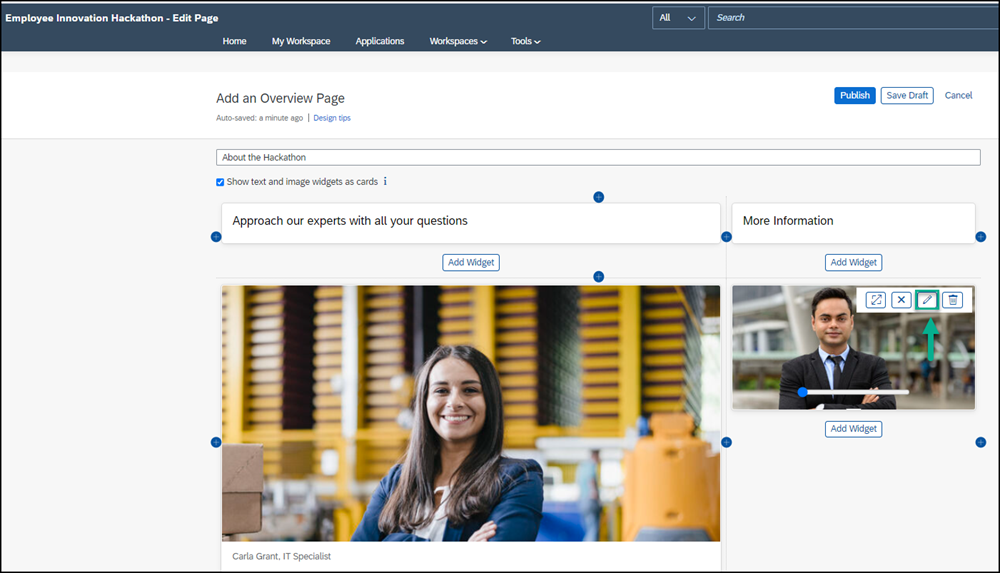 Employee Innovation Hackathon - Edit Page
All
Search
Home
My Workspace
Applications
Workspaces
Tools
Add an Overview Page
Publish
Save Draft
Cancel
Auto-saved: a minute ago | Design tips
About the Hackathon
Show text and image widgets as cards i
Approach our experts with all your questions
More Information
Add Widget
Add Widget
Add Widget
Carla Grant, IT Specialist